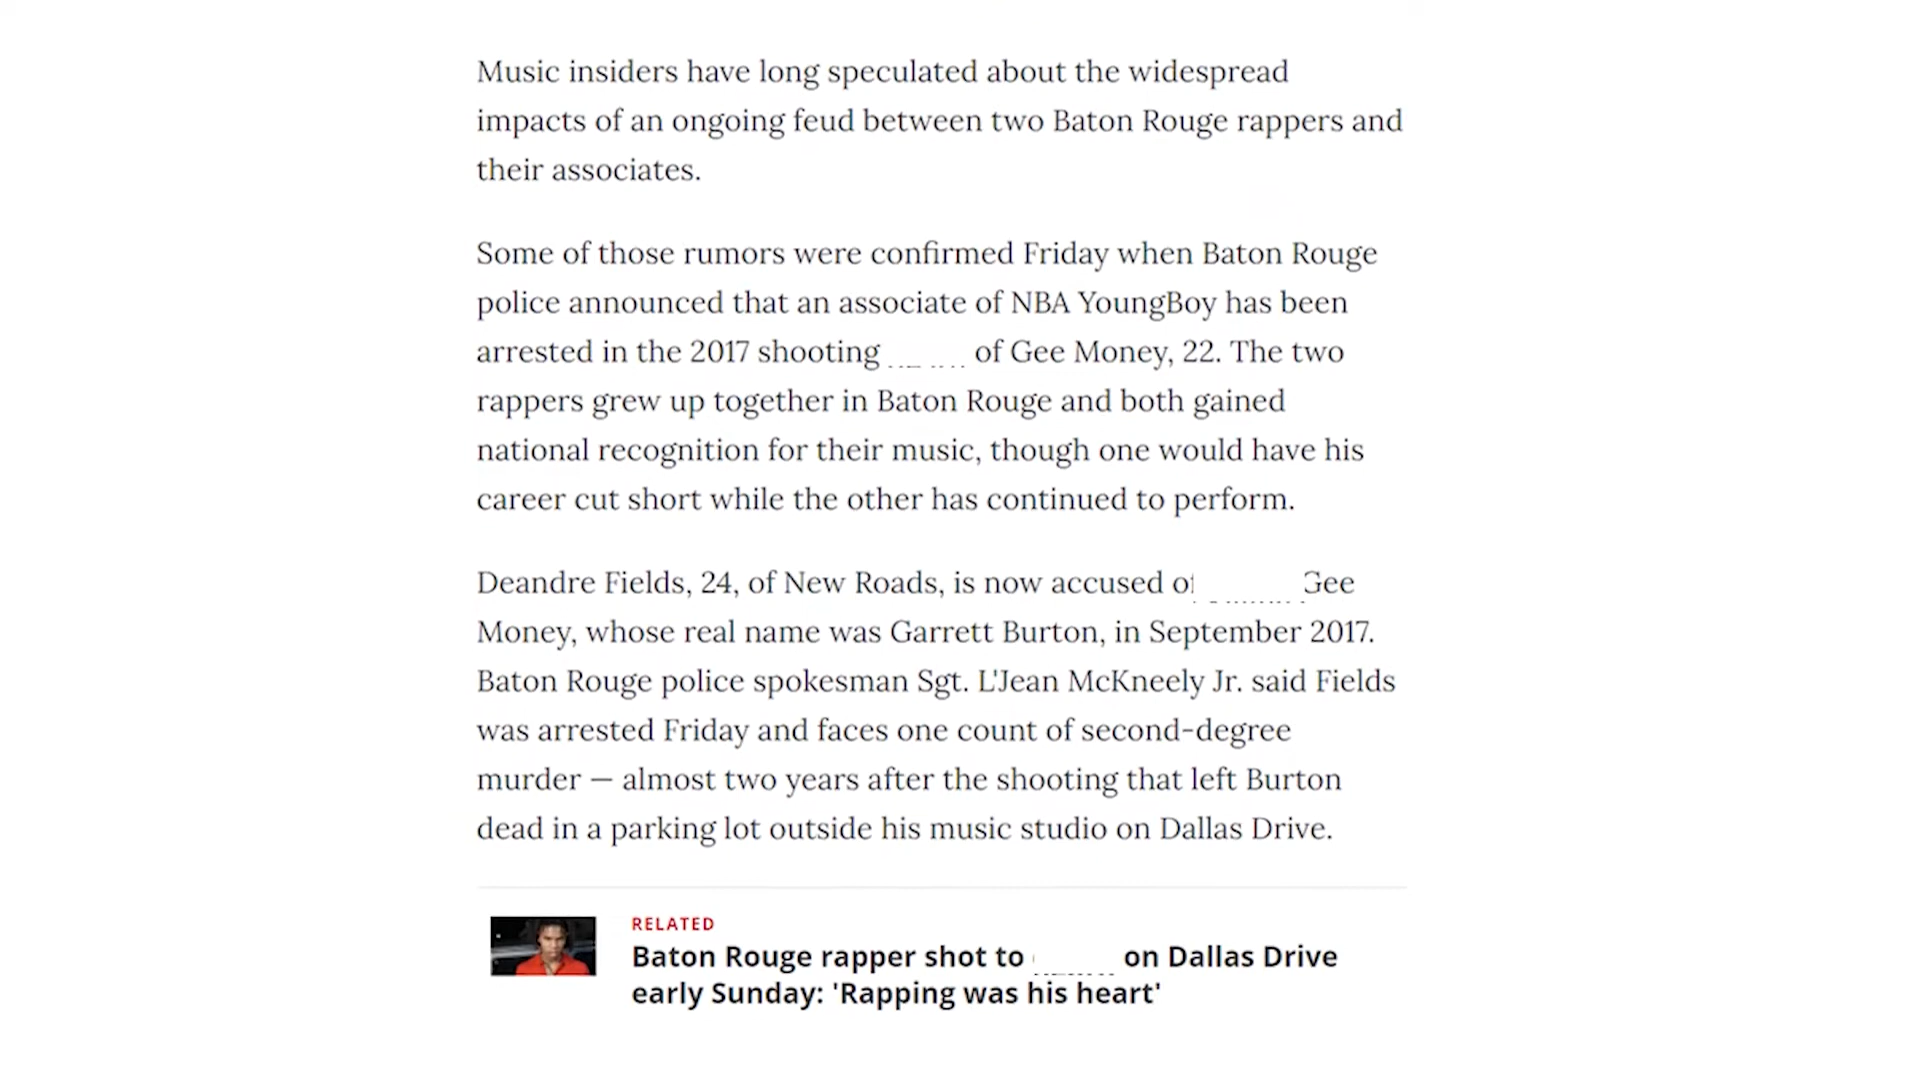 Music insiders have long speculated about the widespread
impacts of an ongoing feud between two Baton Rouge rappers and
their associates.
Some of those rumors were confirmed Friday when Baton Rouge
police announced that an associate of NBA YoungBoy has been
arrested in the 2017 shooting of Gee Money, 22. The two
rappers grew up together in Baton Rouge and both gained
national recognition for their music, though one would have his
career cut short while the other has continued to perform.
Deandre Fields, 24, of New Roads, is now accused of Gee
Money, whose real name was Garrett Burton, in September 2017.
Baton Rouge police spokesman Sgt. L'Jean McKneely Jr. said Fields
was arrested Friday and faces one count of second-degree
murder — almost two years after the shooting that left Burton
dead in a parking lot outside his music studio on Dallas Drive.
RELATED
Baton Rouge rapper shot to on Dallas Drive
early Sunday: 'Rapping was his heart'